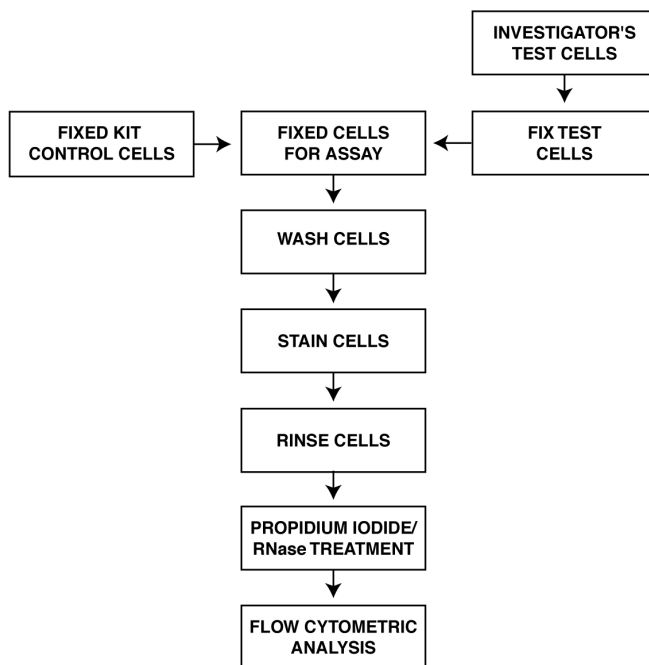 INVESTIGATOR'S
TEST CELLS
FIXED KIT
CONTROL CELLS
FIXED CELLS
FOR ASSAY
FIX TEST
CELLS
WASH CELLS
STAIN CELLS
RINSE CELLS
PROPIDIUM IODIDE/
RNase TREATMENT
FLOW CYTOMETRIC
ANALYSIS